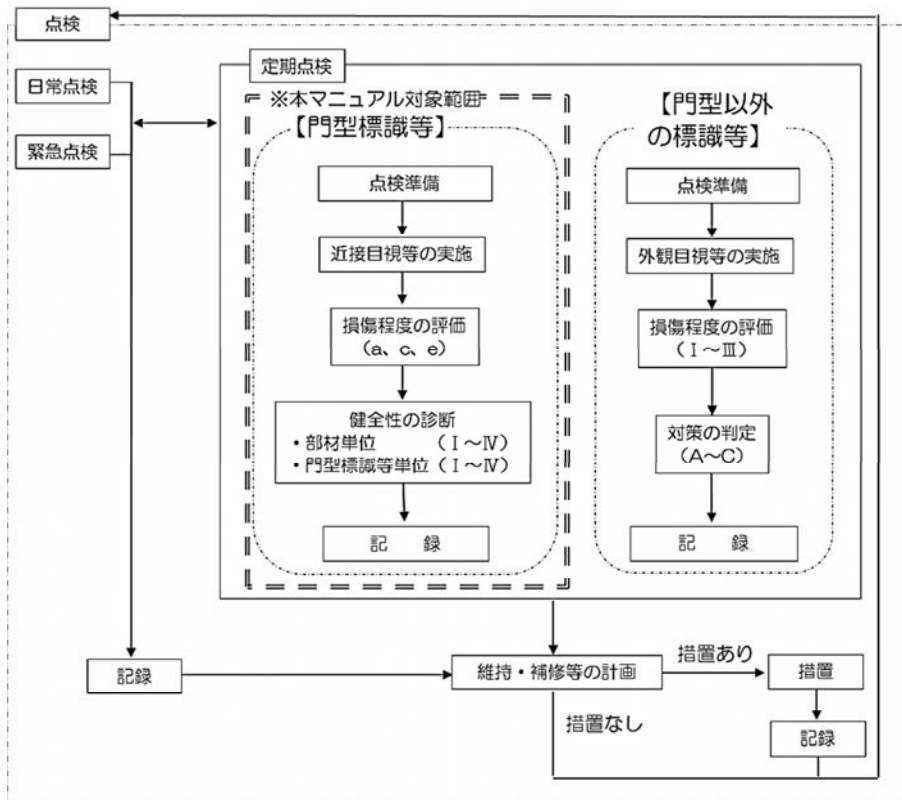 点検
日常点検
緊急点検
定期点検
※本マニュアル対象範囲
【門型標識等】
点検準備
近接目視等の実施
損傷程度の評価
(a、c、e)
健全性の診断
・部材単位 (Ⅰ～Ⅳ)
・門型標識等単位 (Ⅰ～Ⅳ)
記 録
【門型以外
の標識等】
点検準備
外観目視等の実施
損傷程度の評価
(Ⅰ～Ⅲ)
対策の判定
(A～C)
記 録
記録
維持・補修等の計画
措置あり
措置
措置なし
記録